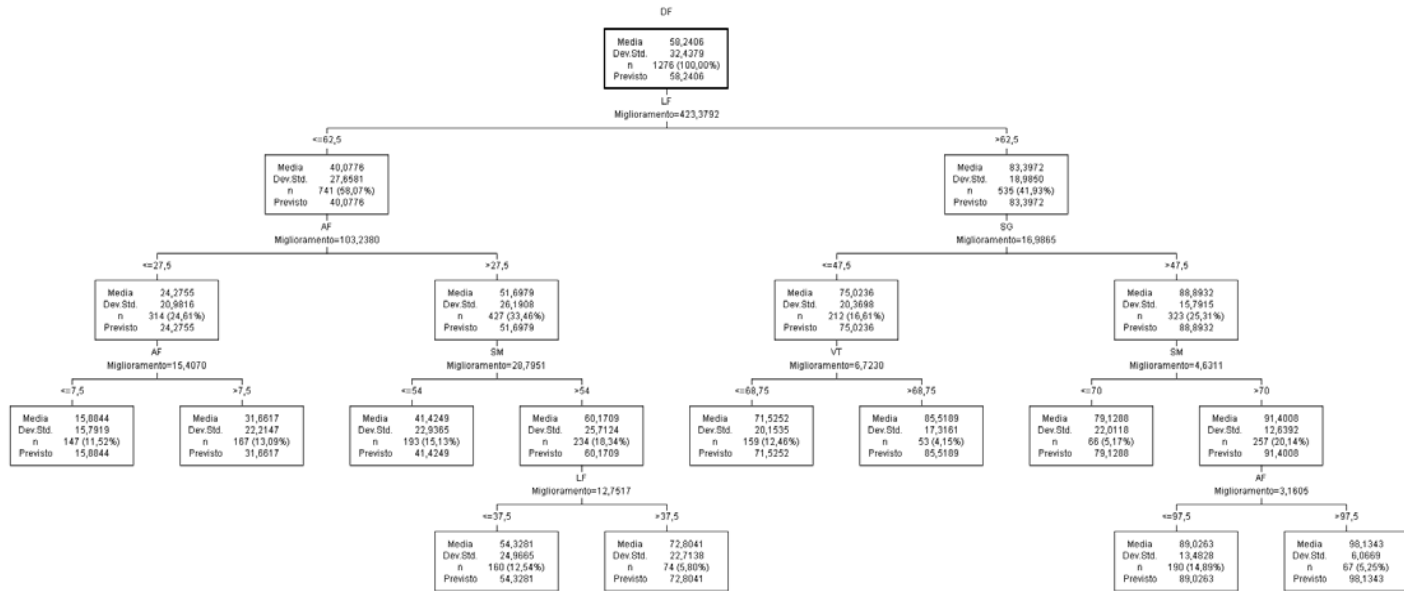 DF
Media 58,2406
Dev.Std. 32,4379
n 1276 (100,00%)
Previsto 58,2406
LF
Miglioramento=423,3792
<=62,5
>62,5
Media 40,0776
Dev.Std. 27,6581
n 741 (58,07%)
Previsto 40,0776
Media 83,3972
Dev.Std. 18,9850
n 535 (41,93%)
Previsto 83,3972
AF
Miglioramento=103,2380
SG
Miglioramento=16,9865
<=27,5
>27,5
<=47,5
>47,5
Media 24,2755
Dev.Std. 20,9816
n 314 (24,61%)
Previsto 24,2755
Media 51,6979
Dev.Std. 26,1908
n 427 (33,46%)
Previsto 51,6979
Media 75,0236
Dev.Std. 20,3698
n 212 (16,61%)
Previsto 75,0236
Media 88,8932
Dev.Std. 15,7915
n 323 (25,31%)
Previsto 88,8932
AF
Miglioramento=15,4070
SM
Miglioramento=28,7951
VT
Miglioramento=6,7230
SM
Miglioramento=4,6311
<=7,5
>7,5
<=54
>54
<=68,75
>68,75
<=70
>70
Media 15,8844
Dev.Std. 15,7919
n 147 (11,52%)
Previsto 15,8844
Media 31,6617
Dev.Std. 22,2147
n 167 (13,09%)
Previsto 31,6617
Media 41,4249
Dev.Std. 22,9365
n 193 (15,13%)
Previsto 41,4249
Media 60,1709
Dev.Std. 25,7124
n 234 (18,34%)
Previsto 60,1709
Media 71,5252
Dev.Std. 20,1535
n 159 (12,46%)
Previsto 71,5252
Media 85,5189
Dev.Std. 17,3161
n 53 (4,15%)
Previsto 85,5189
Media 79,1288
Dev.Std. 22,0118
n 66 (5,17%)
Previsto 79,1288
Media 91,4008
Dev.Std. 12,6392
n 257 (20,14%)
Previsto 91,4008
LF
Miglioramento=12,7517
AF
Miglioramento=3,1605
<=37,5
>37,5
<=97,5
>97,5
Media 54,3281
Dev.Std. 24,9665
n 160 (12,54%)
Previsto 54,3281
Media 72,8041
Dev.Std. 22,7138
n 74 (5,80%)
Previsto 72,8041
Media 89,0263
Dev.Std. 13,4828
n 190 (14,89%)
Previsto 89,0263
Media 98,1343
Dev.Std. 6,0669
n 67 (5,25%)
Previsto 98,1343